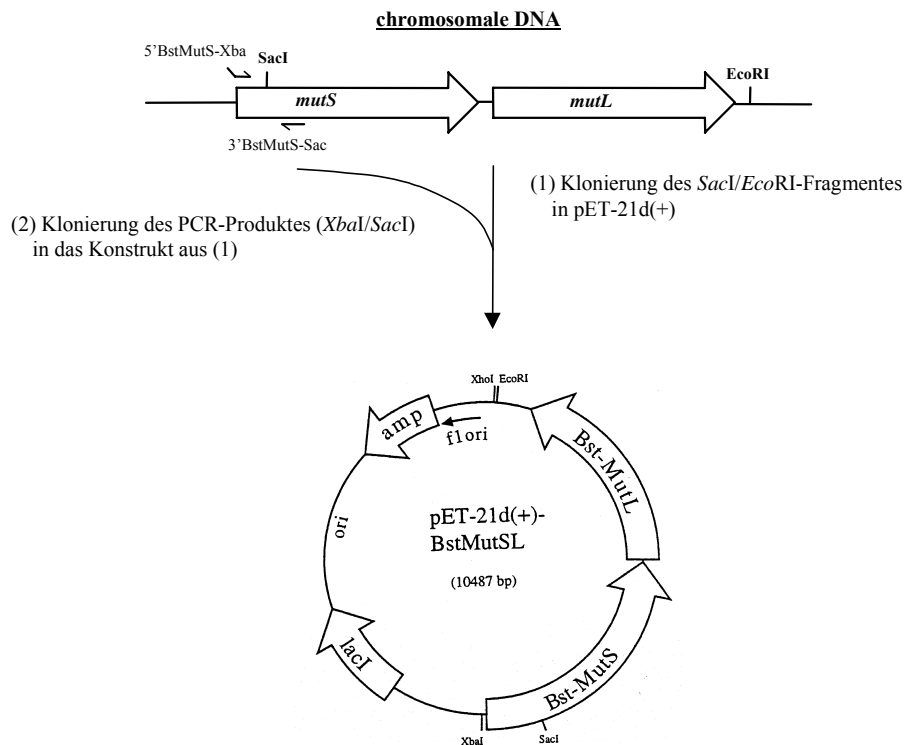 chromosomale DNA
5'BstMutS-Xba
SacI
EcoRI
mutS
mutL
3'BstMutS-Sac
(1) Klonierung des SacI/EcoRI-Fragmentes
in pET-21d(+)
(2) Klonierung des PCR-Produktes (XbaI/SacI)
in das Konstrukt aus (1)
XhoI EcoRI
amp
f1ori
Bst-MutL
ori
pET-21d(+)-
BstMutSL
(10487 bp)
lacI
Bst-MutS
XbaI
SacI